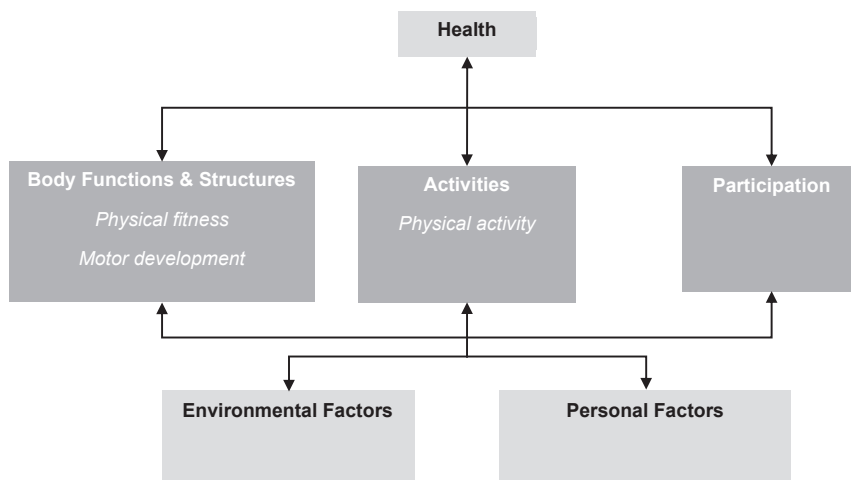 Health
Body Functions & Structures
Physical fitness
Motor development
Activities
Physical activity
Participation
Environmental Factors
Personal Factors